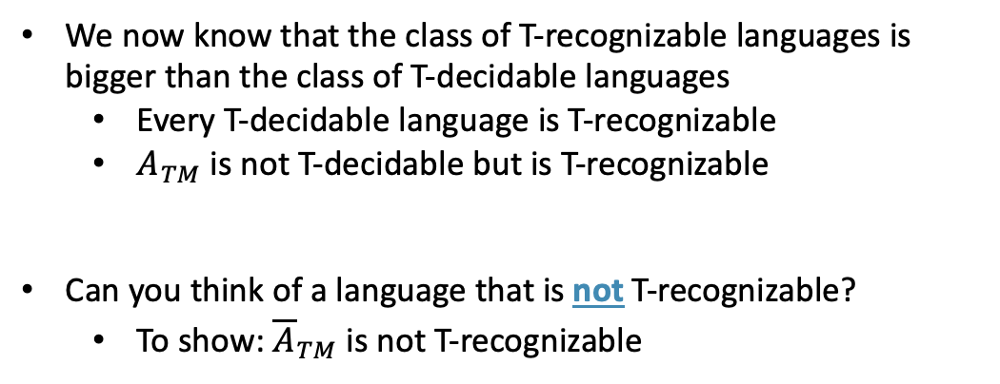 • We now know that the class of T-recognizable languages is
bigger than the class of T-decidable languages
• Every T-decidable language is T-recognizable
• A_{TM} is not T-decidable but is T-recognizable
• Can you think of a language that is not T-recognizable?
• To show: \overline{A}_{TM} is not T-recognizable